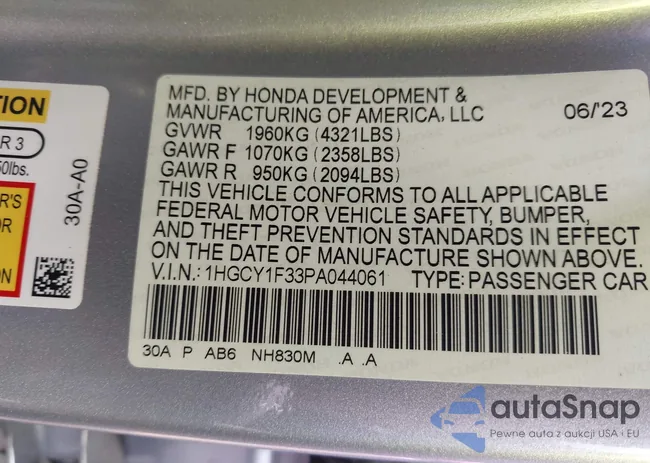 TION
R 3
50lbs.
R'S
OR
ION
30A-A0
MFD. BY HONDA DEVELOPMENT &
MANUFACTURING OF AMERICA, LLC 06/'23
GVWR 1960KG (4321LBS)
GAWR F 1070KG (2358LBS)
GAWR R 950KG (2094LBS)
THIS VEHICLE CONFORMS TO ALL APPLICABLE
FEDERAL MOTOR VEHICLE SAFETY, BUMPER,
AND THEFT PREVENTION STANDARDS IN EFFECT
ON THE DATE OF MANUFACTURE SHOWN ABOVE.
V.I.N.: 1HGCY1F33PA044061 TYPE: PASSENGER CAR
30A P AB6 NH830M .A .A
autaSnap
Pewne auta z aukcji USA i EU